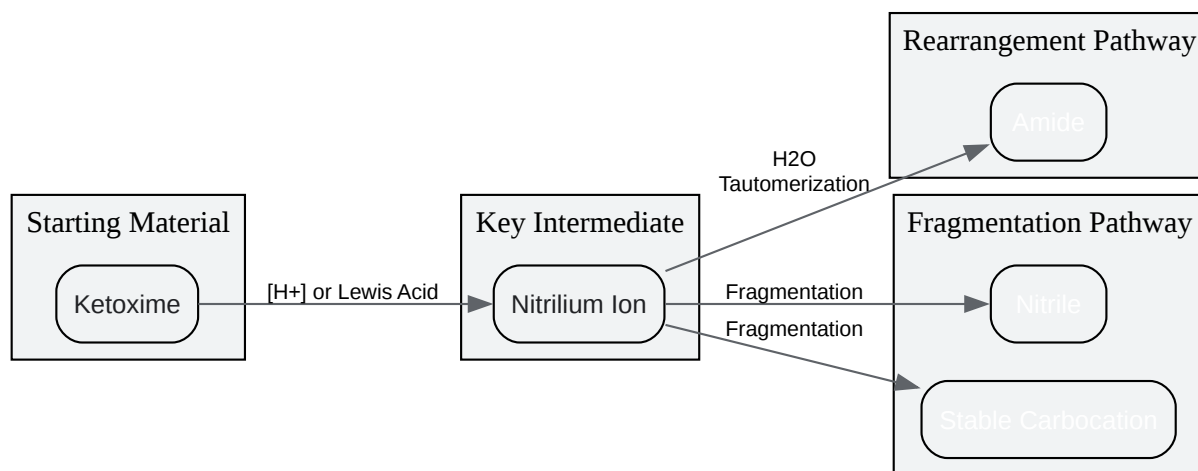 Starting Material
Ketoxime
[H+] or Lewis Acid
Key Intermediate
Nitrilium Ion
H2O
Tautomerization
Fragmentation
Fragmentation
Rearrangement Pathway
Amide
Fragmentation Pathway
Nitrile
Stable Carbocation